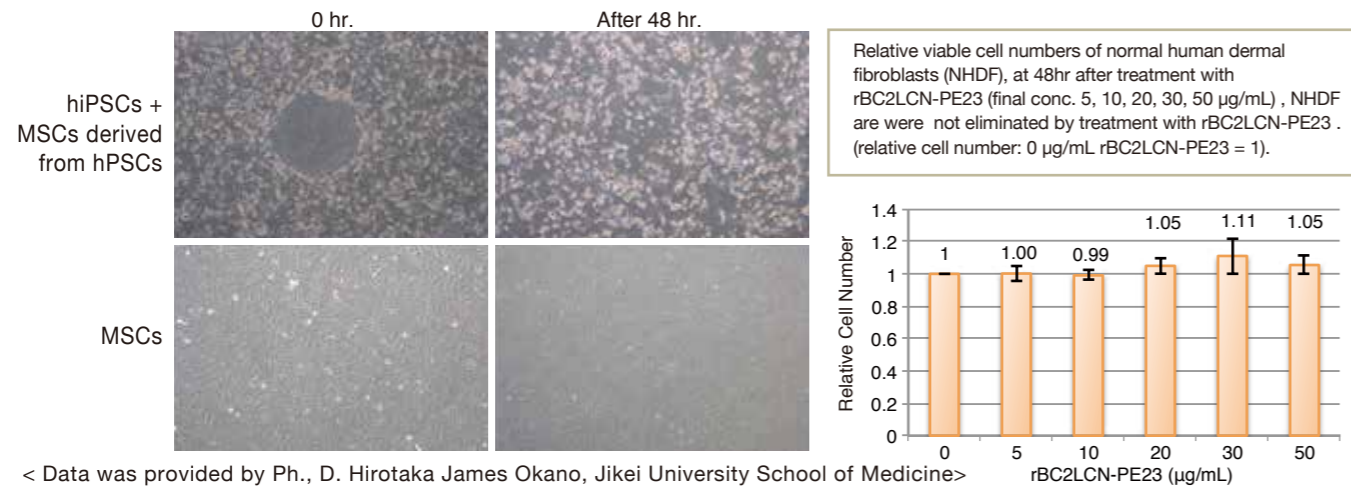 0 hr.
After 48 hr.
hiPSCs +
MSCs derived
from hPSCs
MSCs
< Data was provided by Ph., D. Hirotaka James Okano, Jikei University School of Medicine>
Relative viable cell numbers of normal human dermal
fibroblasts (NHDF), at 48hr after treatment with
rBC2LCN-PE23 (final conc. 5, 10, 20, 30, 50 µg/mL) , NHDF
are were not eliminated by treatment with rBC2LCN-PE23 .
(relative cell number: 0 µg/mL rBC2LCN-PE23 = 1).
Relative Cell Number
1.4
1.2
1
0.8
0.6
0.4
0.2
0
1
1.00
0.99
1.05
1.11
1.05
0
5
10
20
30
50
rBC2LCN-PE23 (µg/mL)